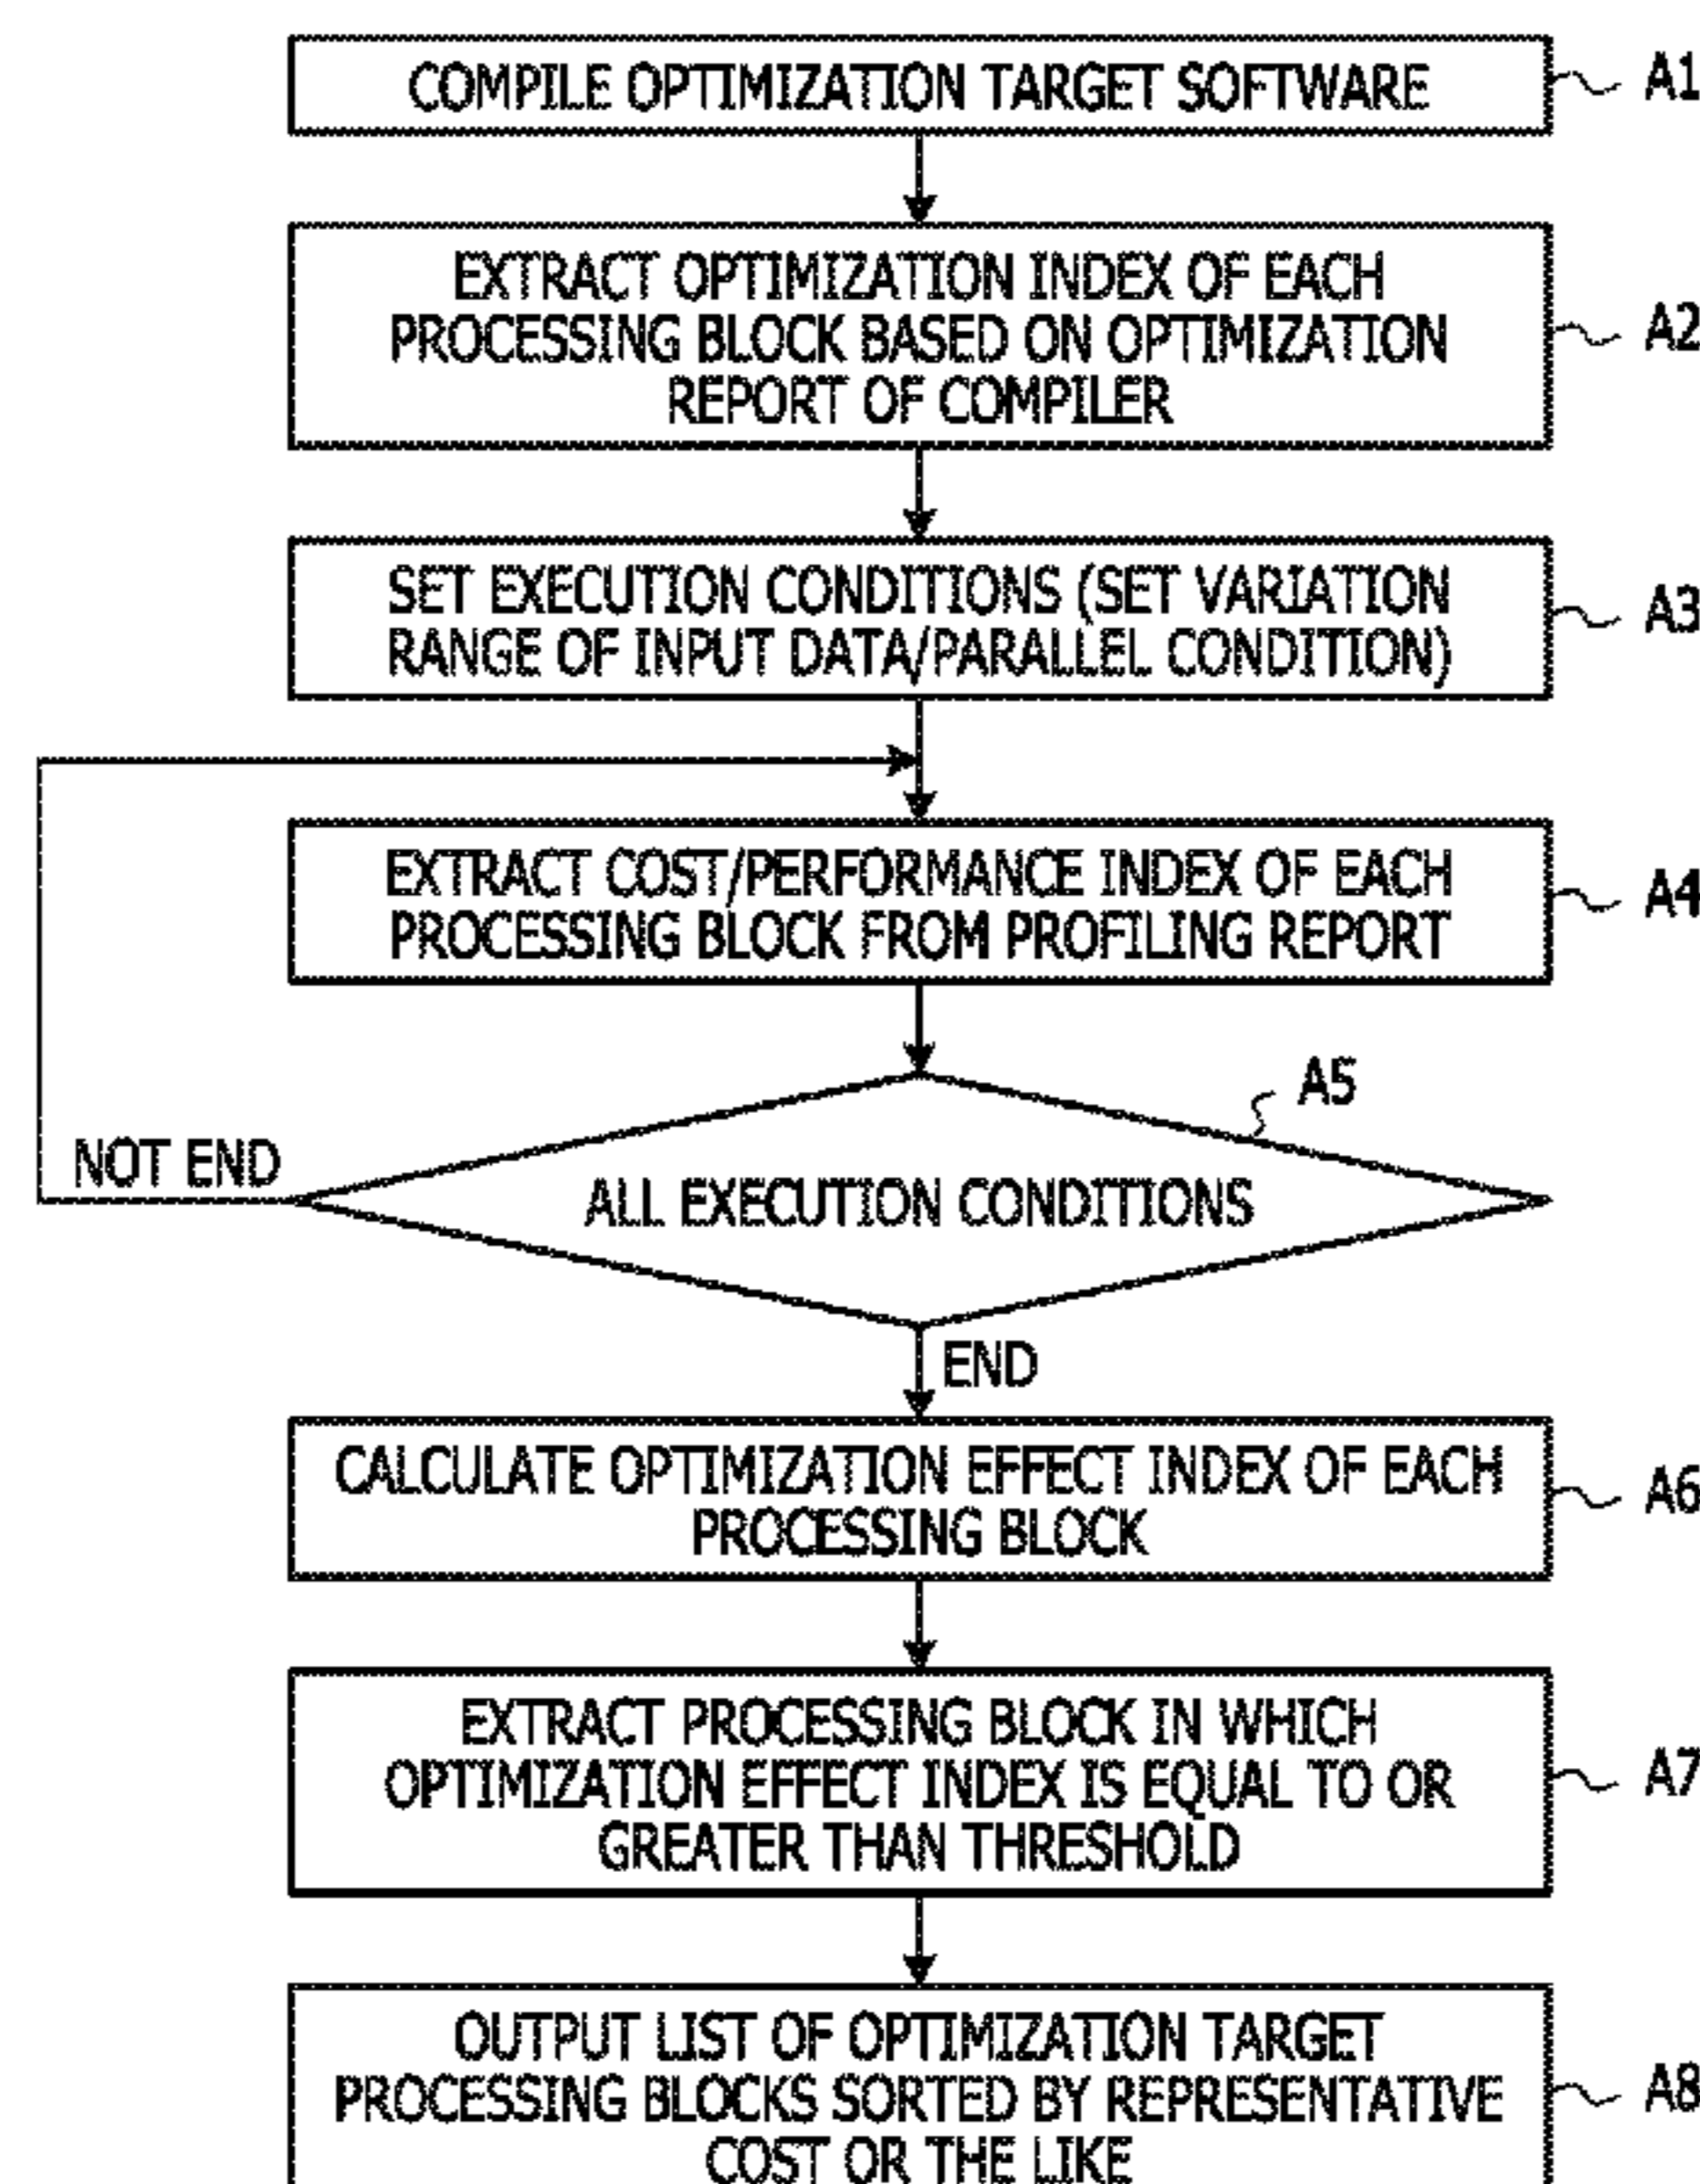 COMPILE OPTIMIZATION TARGET SOFTWARE
A1
EXTRACT OPTIMIZATION INDEX OF EACH
PROCESSING BLOCK BASED ON OPTIMIZATION
REPORT OF COMPILER
A2
SET EXECUTION CONDITIONS (SET VARIATION
RANGE OF INPUT DATA/PARALLEL CONDITION)
A3
EXTRACT COST/PERFORMANCE INDEX OF EACH
PROCESSING BLOCK FROM PROFILING REPORT
A4
A5
NOT END
ALL EXECUTION CONDITIONS
END
CALCULATE OPTIMIZATION EFFECT INDEX OF EACH
PROCESSING BLOCK
A6
EXTRACT PROCESSING BLOCK IN WHICH
OPTIMIZATION EFFECT INDEX IS EQUAL TO OR
GREATER THAN THRESHOLD
A7
OUTPUT LIST OF OPTIMIZATION TARGET
PROCESSING BLOCKS SORTED BY REPRESENTATIVE
COST OR THE LIKE
A8